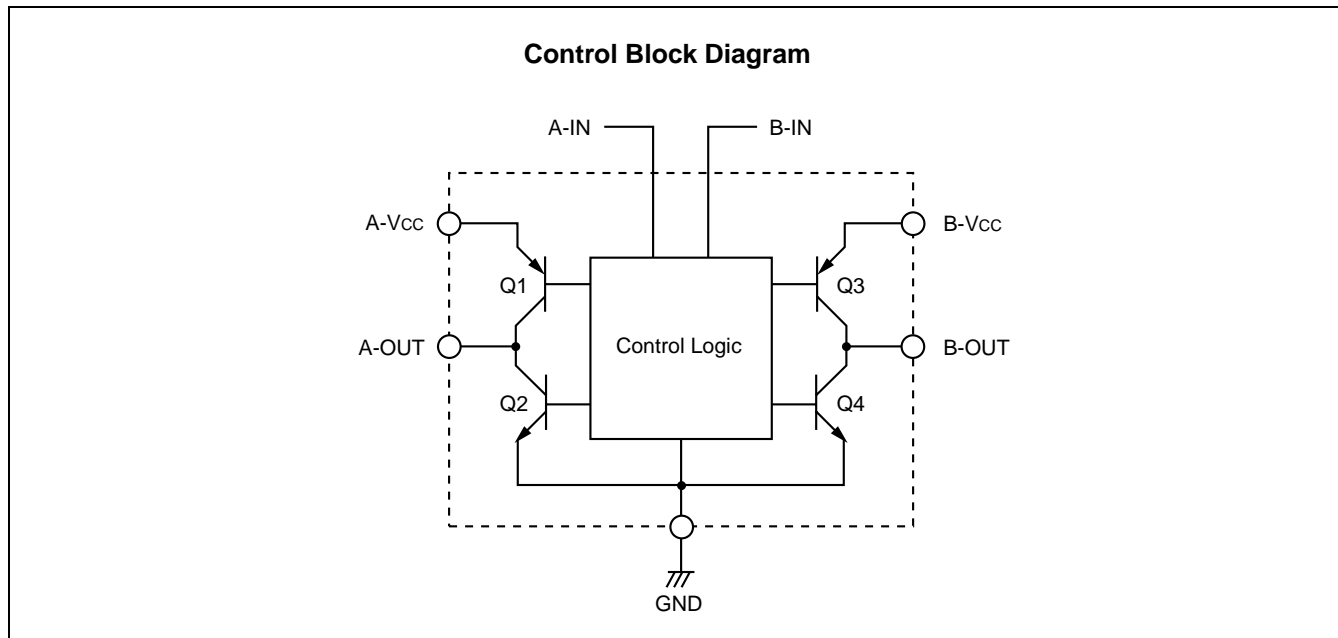 Control Block Diagram
A-IN
B-IN
A-VCC
B-VCC
Q1
Q3
A-OUT
Control Logic
B-OUT
Q2
Q4
GND